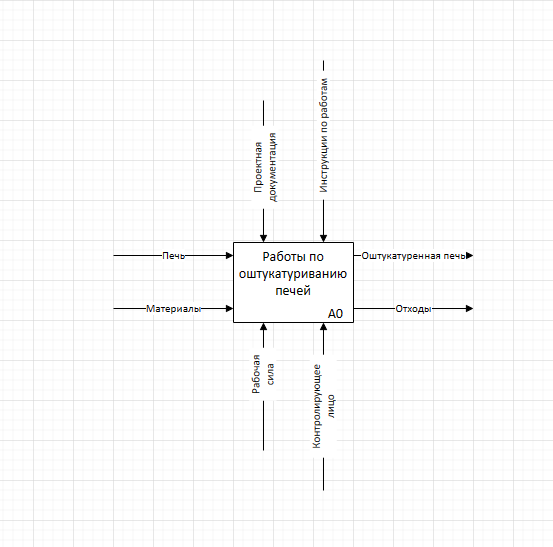 Инструкции по работам
Проектная
документация
Печь
Материалы
Работы по
оштукатуриванию
печей
A0
Оштукатуренная печь
Отходы
Рабочая
сила
Контролирующее
лицо